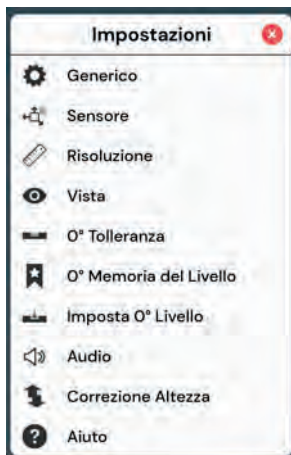 Impostazioni
Generico
Sensore
Risoluzione
Vista
0° Tolleranza
0° Memoria del Livello
Imposta 0° Livello
Audio
Correzione Altezza
Aiuto